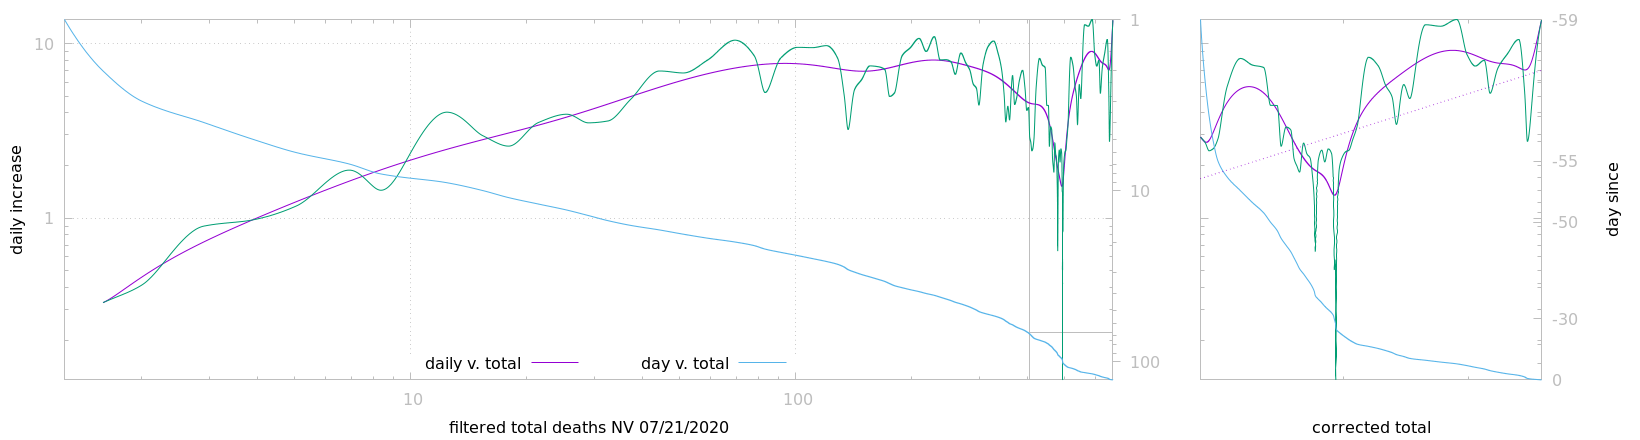 10
1
daily increase
10
100
1
10
100
daily v. total
day v. total
filtered total deaths NV 07/21/2020
-59
-55
-50
-30
0
day since
corrected total